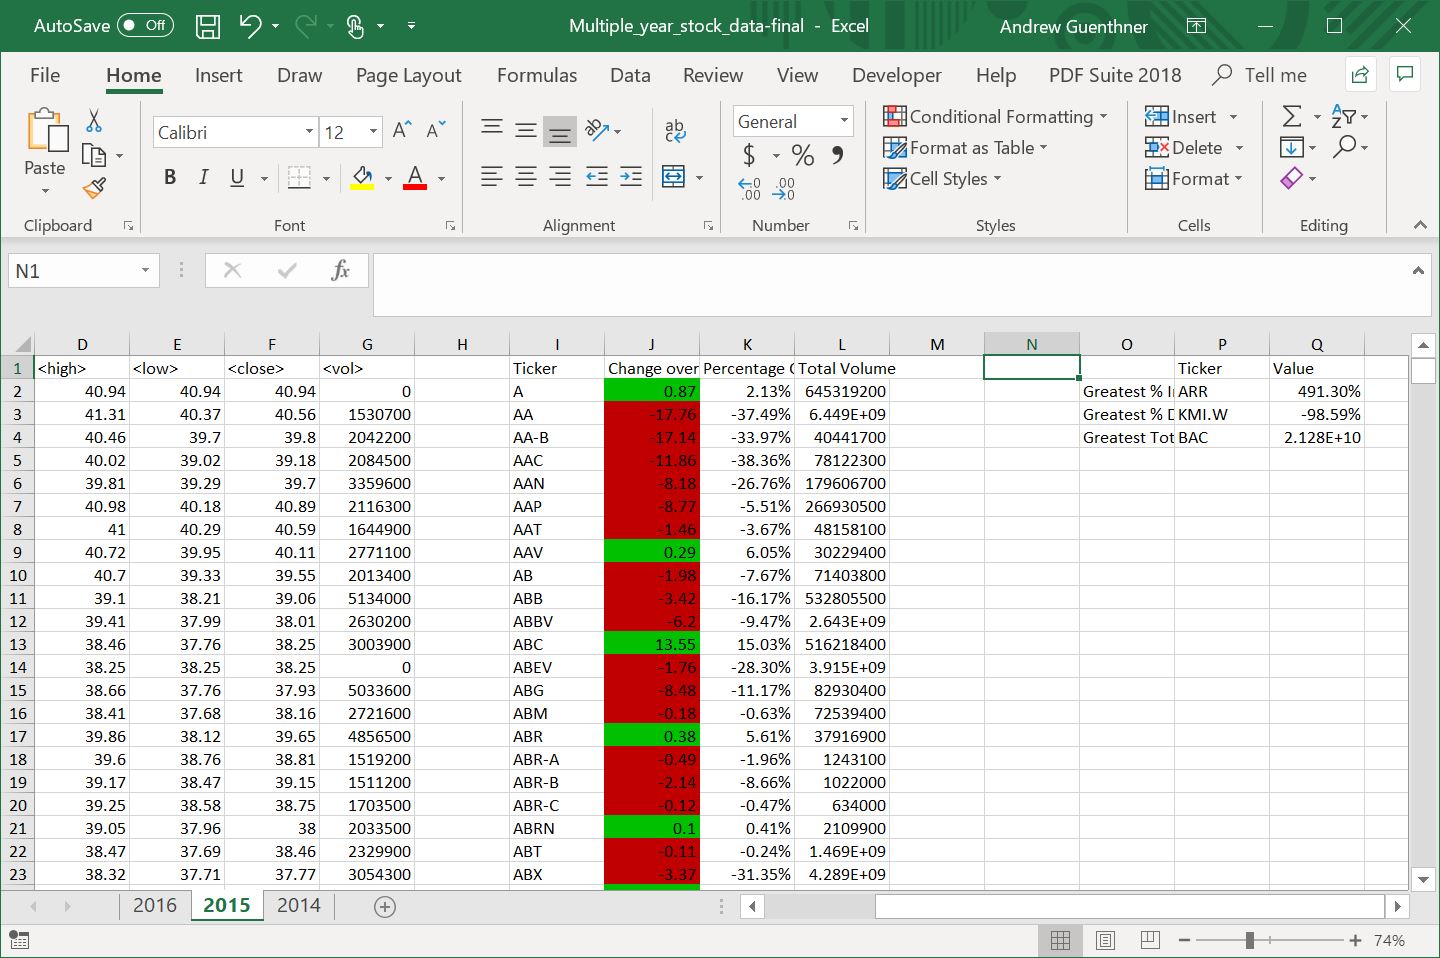 AutoSave Off Multiple_year_stock_data-final - Excel Andrew Guenthner
File Home Insert Draw Page Layout Formulas Data Review View Developer Help PDF Suite 2018 Tell me
Paste Calibri 12 B I U A General $ % Conditional Formatting Format as Table Cell Styles Insert Delete Format
Clipboard Font Alignment Number Styles Cells Editing
N1 fx
D E F G H I J K L M N O P Q
1 <high> <low> <close> <vol> Ticker Change over Percentage Total Volume Ticker Value
2 40.94 40.94 40.94 0 A 0.87 2.13% 645319200 Greatest % ARR 491.30%
3 41.31 40.37 40.56 1530700 AA -17.76 -37.49% 6.449E+09 Greatest % KMI.W -98.59%
4 40.46 39.7 39.8 2042200 AA-B -17.14 -33.97% 40441700 Greatest Tot BAC 2.128E+10
5 40.02 39.02 39.18 2084500 AAC -11.86 -38.36% 78122300
6 39.81 39.29 39.7 3359600 AAN -8.18 -26.76% 179606700
7 40.98 40.18 40.89 2116300 AAP -8.77 -5.51% 266930500
8 41 40.29 40.59 1644900 AAT -1.46 -3.67% 48158100
9 40.72 39.95 40.11 2771100 AAV 0.29 6.05% 30229400
10 40.7 39.33 39.55 2013400 AB -1.98 -7.67% 71403800
11 39.1 38.21 39.06 5134000 ABB -3.42 -16.17% 532805500
12 39.41 37.99 38.01 2630200 ABBV -6.2 -9.47% 2.643E+09
13 38.46 37.76 38.25 3003900 ABC 13.55 15.03% 516218400
14 38.25 38.25 38.25 0 ABEV -1.76 -28.30% 3.915E+09
15 38.66 37.76 37.93 5033600 ABG -8.48 -11.17% 82930400
16 38.41 37.68 38.16 2721600 ABM -0.18 -0.63% 72539400
17 39.86 38.12 39.65 4856500 ABR 0.38 5.61% 37916900
18 39.6 38.76 38.81 1519200 ABR-A -0.49 -1.96% 1243100
19 39.17 38.47 39.15 1511200 ABR-B -2.14 -8.66% 1022000
20 39.25 38.58 38.75 1703500 ABR-C -0.12 -0.47% 634000
21 39.05 37.96 38 2033500 ABRN 0.1 0.41% 2109900
22 38.47 37.69 38.46 2329900 ABT -0.11 -0.24% 1.469E+09
23 38.32 37.71 37.77 3054300 ABX -3.37 -31.35% 4.289E+09
2016 2015 2014
74%